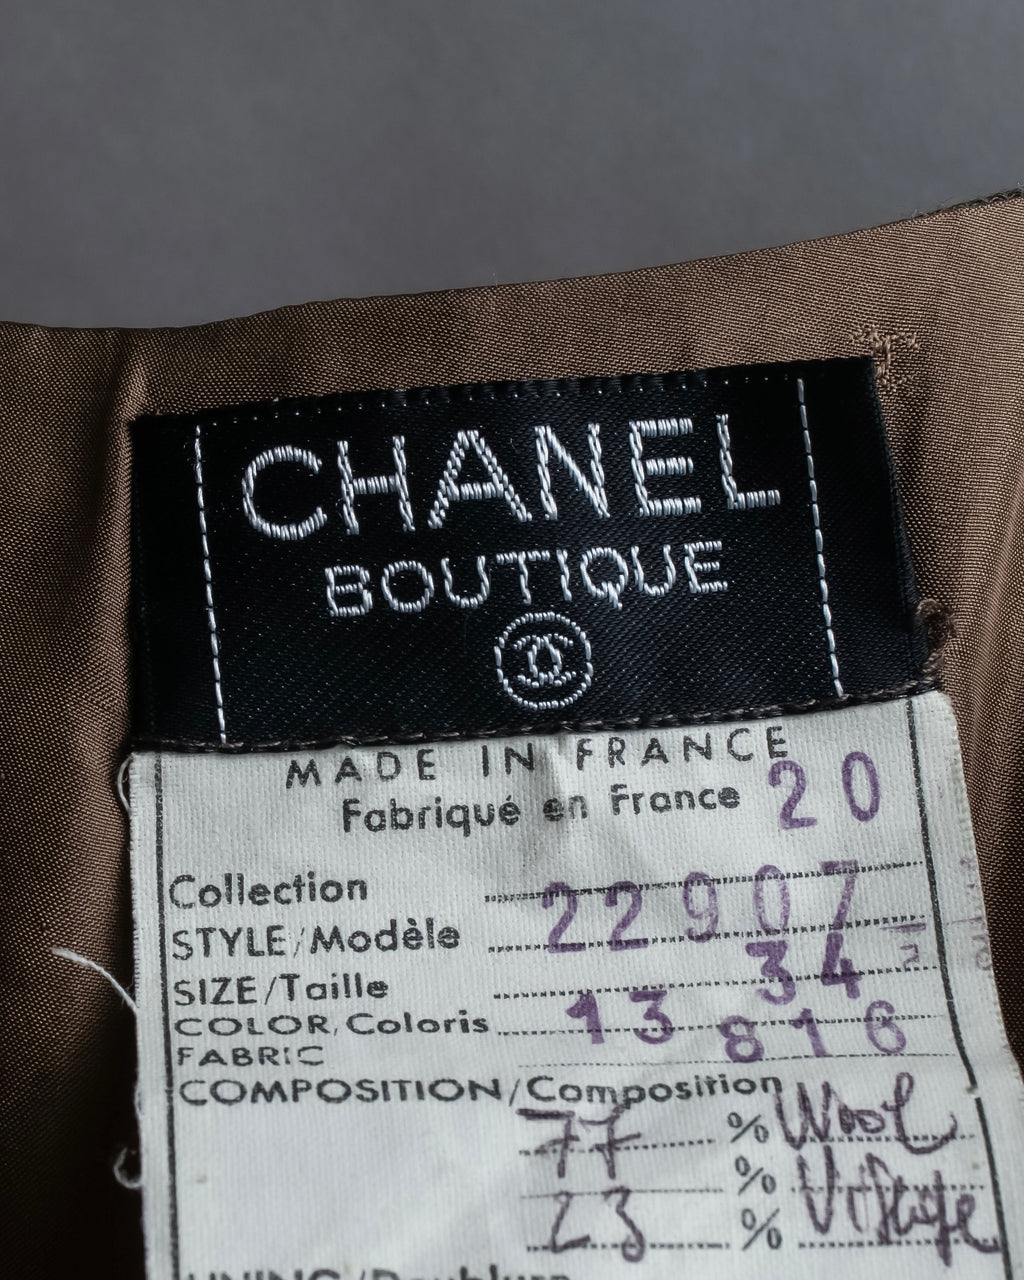 CHANEL
BOUTIQUE
MADE IN FRANCE
Fabriqué en France
20
Collection
STYLE/Modèle 22907
SIZE/Taille 34
COLOR, Coloris 13 816
FABRIC
COMPOSITION/Composition
77 % Wool
%
23 %